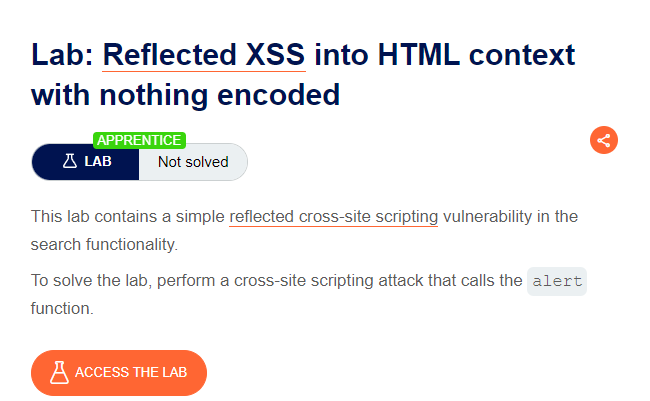 Lab: Reflected XSS into HTML context
with nothing encoded
APPRENTICE
LAB Not solved
This lab contains a simple reflected cross-site scripting vulnerability in the
search functionality.
To solve the lab, perform a cross-site scripting attack that calls the alert
function.
ACCESS THE LAB